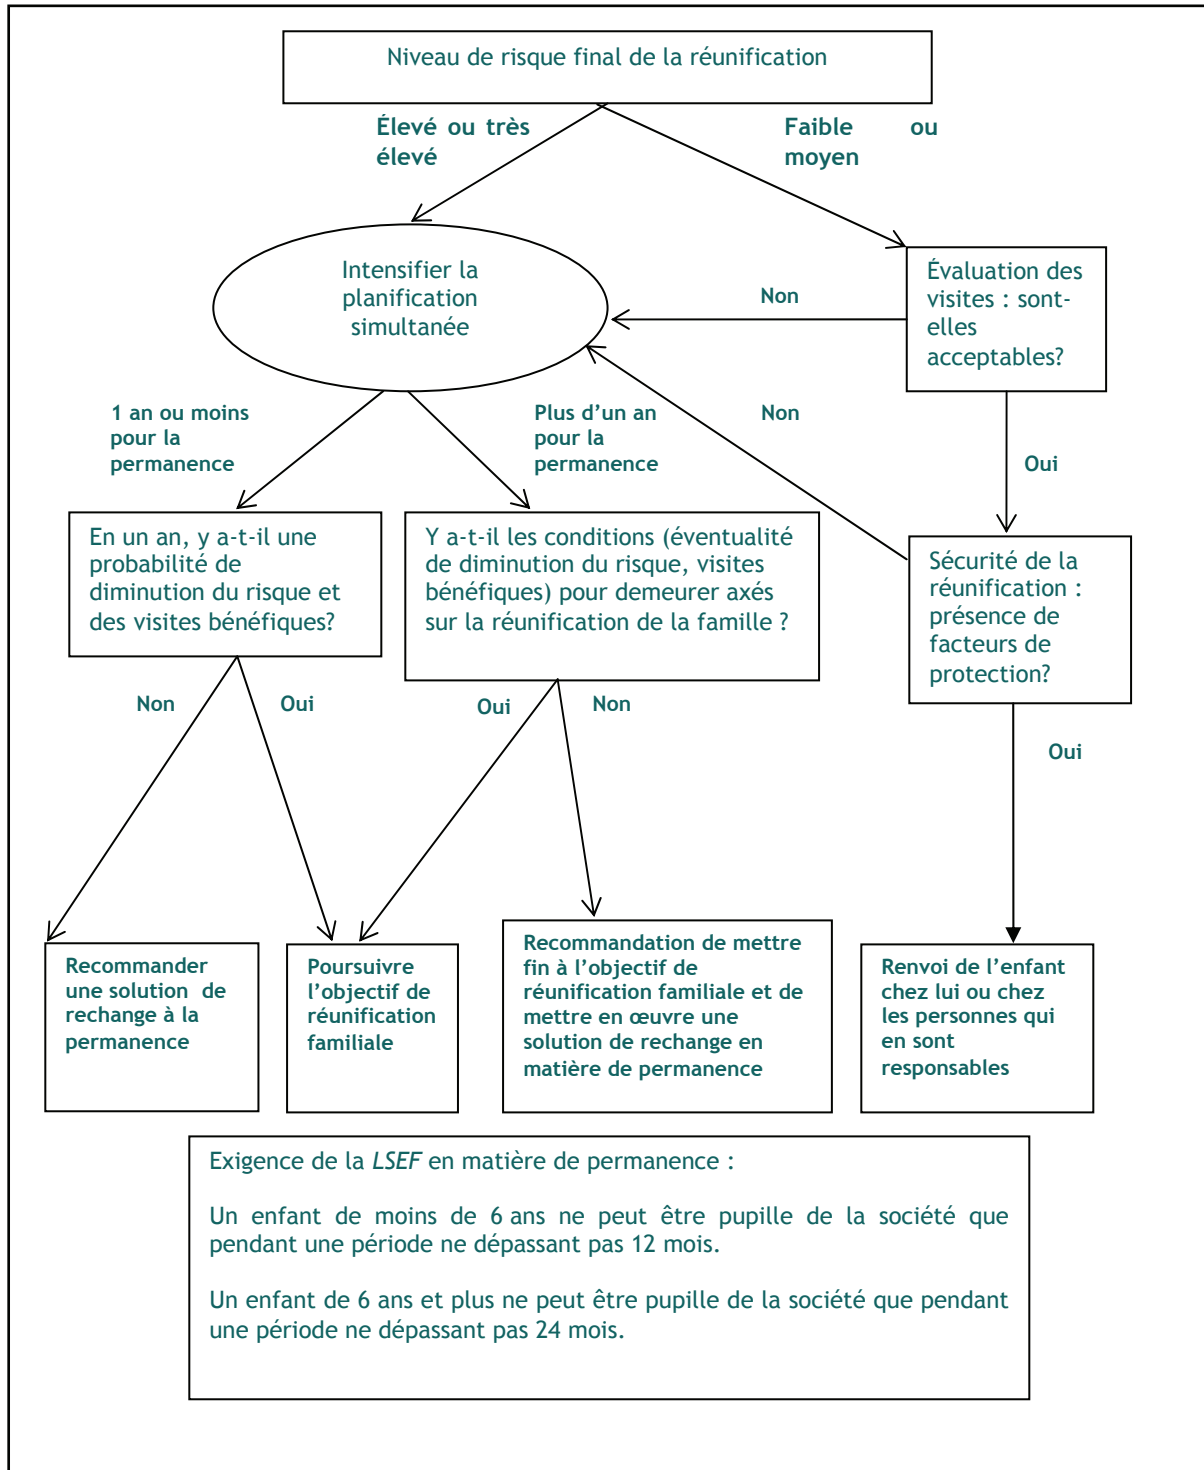 Niveau de risque final de la réunification
Élevé ou très
élevé
Faible ou
moyen
Intensifier la
planification
simultanée
Non
Évaluation des
visites : sont-
elles
acceptables?
1 an ou moins
pour la
permanence
Plus d’un an
pour la
permanence
Non
Oui
En un an, y a-t-il une
probabilité de
diminution du risque et
des visites bénéfiques?
Y a-t-il les conditions (éventualité
de diminution du risque, visites
bénéfiques) pour demeurer axés
sur la réunification de la famille ?
Sécurité de la
réunification :
présence de
facteurs de
protection?
Non
Oui
Oui
Non
Oui
Recommander
une solution de
rechange à la
permanence
Poursuivre
l’objectif de
réunification
familiale
Recommandation de mettre
fin à l’objectif de
réunification familiale et de
mettre en œuvre une
solution de rechange en
matière de permanence
Renvoi de l’enfant
chez lui ou chez
les personnes qui
en sont
responsables
Exigence de la LSEF en matière de permanence :
Un enfant de moins de 6 ans ne peut être pupille de la société que
pendant une période ne dépassant pas 12 mois.
Un enfant de 6 ans et plus ne peut être pupille de la société que pendant
une période ne dépassant pas 24 mois.